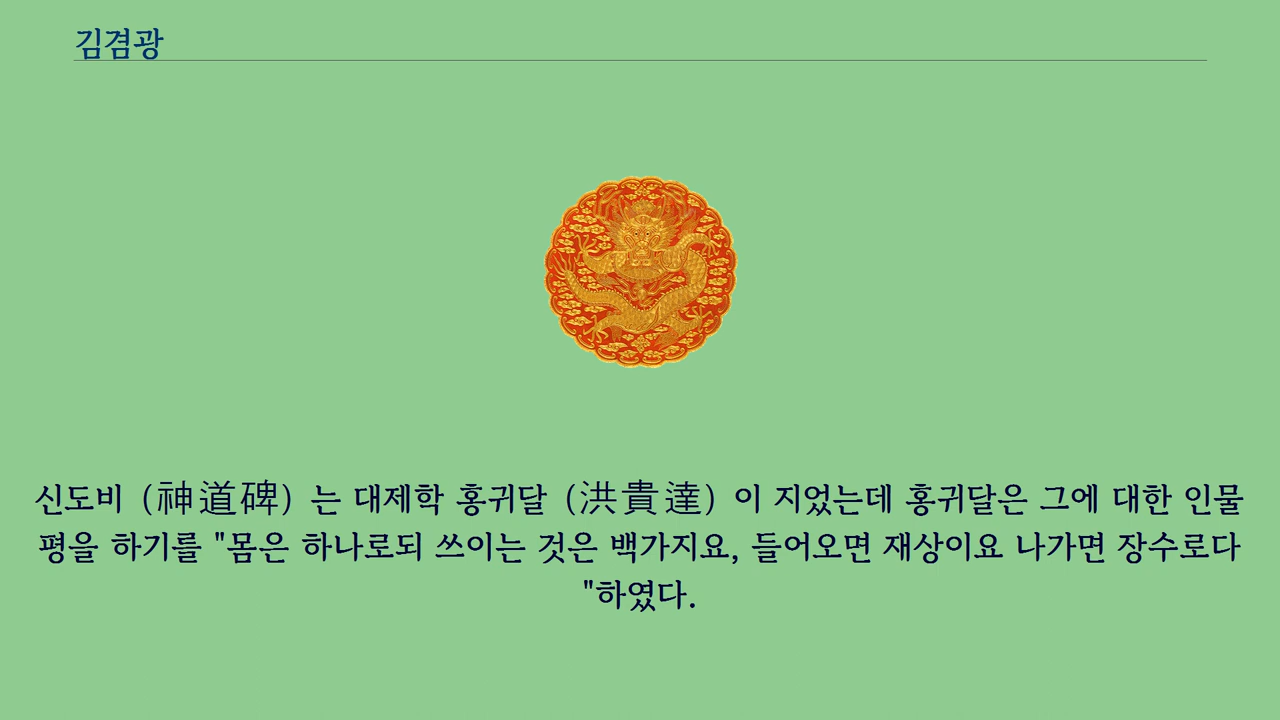 김겸광
신도비 (神道碑) 는 대제학 홍귀달 (洪貴達) 이 지었는데 홍귀달은 그에 대한 인물
평을 하기를 "몸은 하나로되 쓰이는 것은 백가지요, 들어오면 재상이요 나가면 장수로다
"하였다.